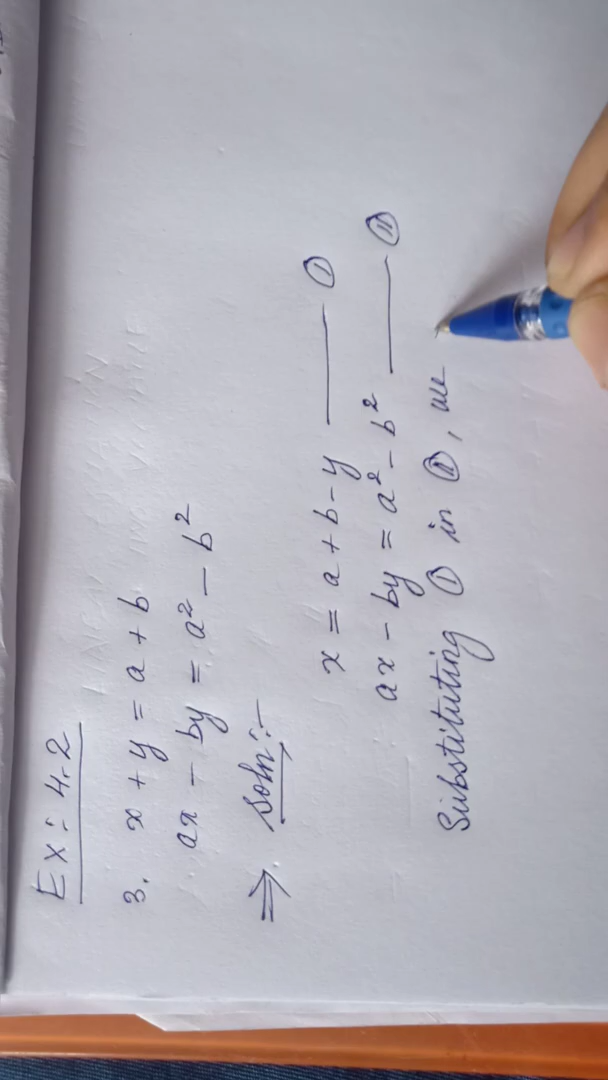 Ex:- 4.2
3. x + y = a + b
ax - by = a² - b²
⇒ Soln:-
x = a + b - y ——— ①
ax - by = a² - b² ——— ⑪
Substituting ① in ⑪, we